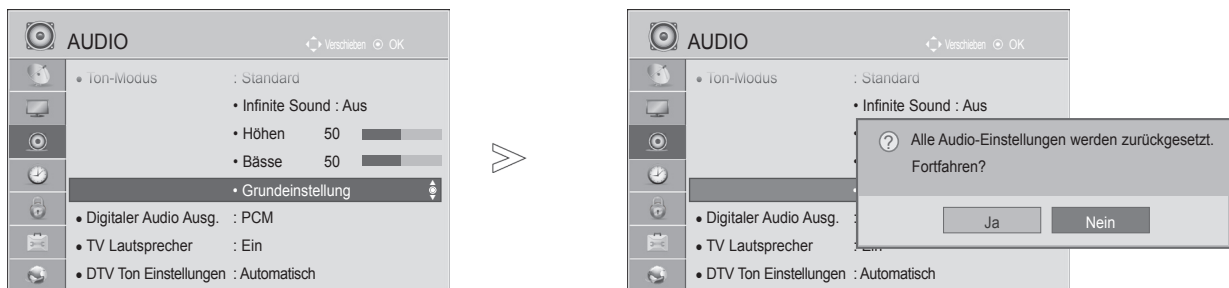 AUDIO Verschieben OK
Ton-Modus : Standard
• Infinite Sound : Aus
• Höhen 50
• Bässe 50
• Grundeinstellung
• Digitaler Audio Ausg. : PCM
• TV Lautsprecher : Ein
• DTV Ton Einstellungen : Automatisch
AUDIO Verschieben OK
• Ton-Modus : Standard
• Infinite Sound : Aus
Alle Audio-Einstellungen werden zurückgesetzt.
Fortfahren?
Ja Nein
• Digitaler Audio Ausg. :
• TV Lautsprecher : Ein
• DTV Ton Einstellungen : Automatisch